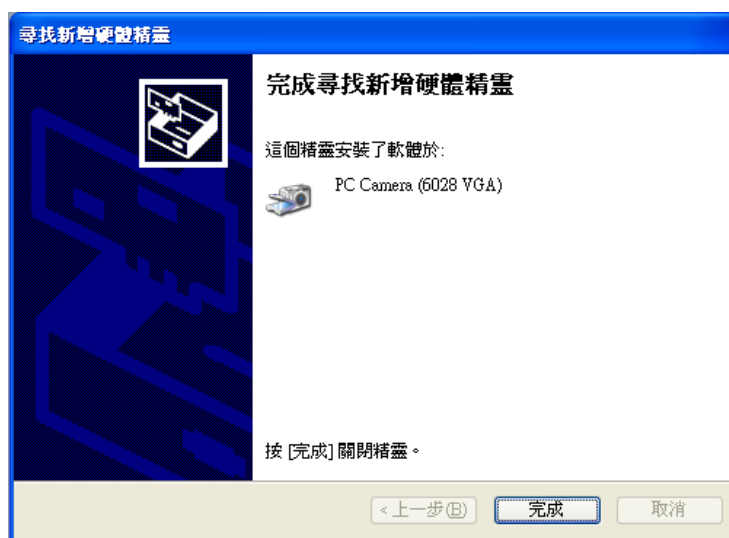 尋找新增硬體精靈
完成尋找新增硬體精靈
這個精靈安裝了軟體於:
PC Camera (6028 VGA)
按 [完成] 關閉精靈。
< 上一步(B)
完成
取消